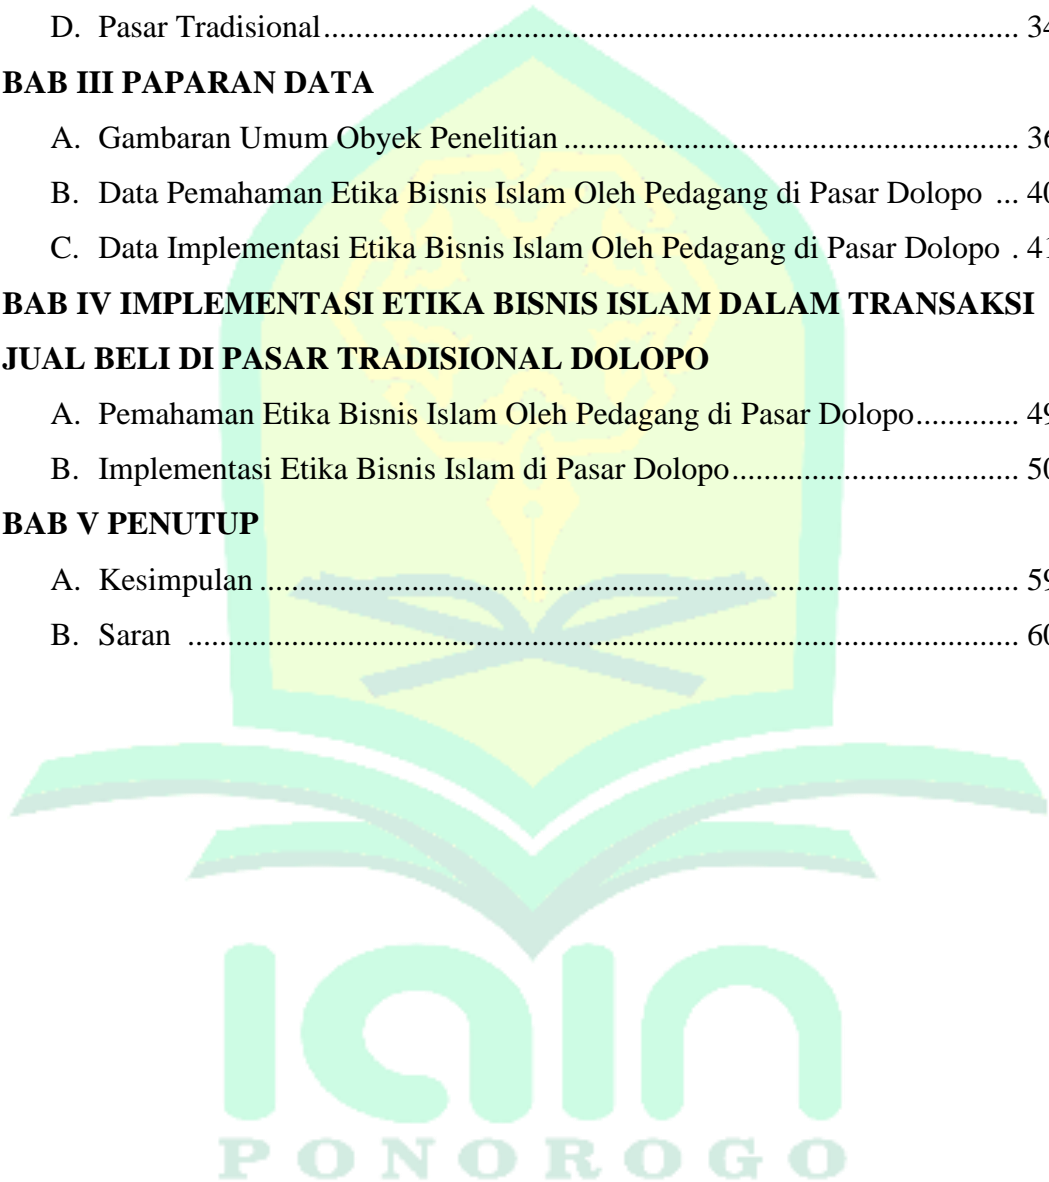 D. Pasar Tradisional........................................................................................ 34
BAB III PAPARAN DATA
A. Gambaran Umum Obyek Penelitian ......................................................... 36
B. Data Pemahaman Etika Bisnis Islam Oleh Pedagang di Pasar Dolopo ... 40
C. Data Implementasi Etika Bisnis Islam Oleh Pedagang di Pasar Dolopo . 41
BAB IV IMPLEMENTASI ETIKA BISNIS ISLAM DALAM TRANSAKSI
JUAL BELI DI PASAR TRADISIONAL DOLOPO
A. Pemahaman Etika Bisnis Islam Oleh Pedagang di Pasar Dolopo............. 49
B. Implementasi Etika Bisnis Islam di Pasar Dolopo.................................... 50
BAB V PENUTUP
A. Kesimpulan ............................................................................................... 59
B. Saran ........................................................................................................ 60
IAIN
PONOROGO